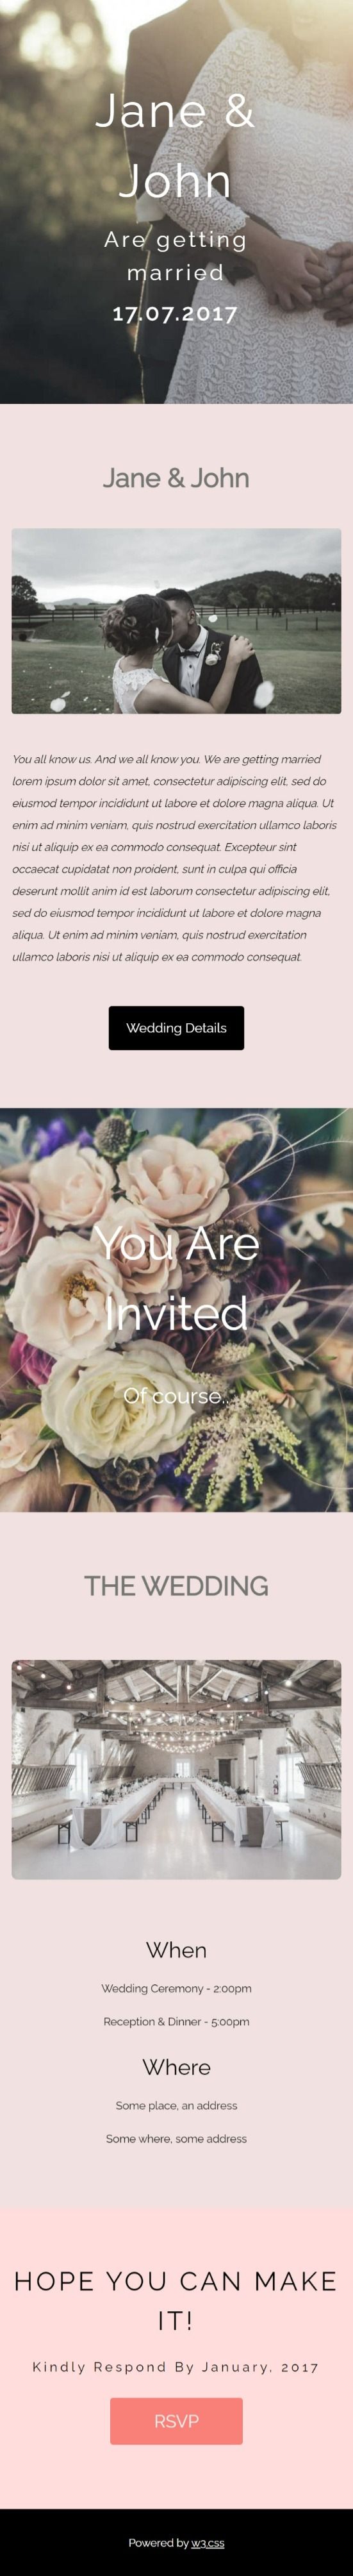 Jane &
John
Are getting
married
17.07.2017
Jane & John
You all know us. And we all know you. We are getting married
lorem ipsum dolor sit amet, consectetur adipiscing elit, sed do
eiusmod tempor incididunt ut labore et dolore magna aliqua. Ut
enim ad minim veniam, quis nostrud exercitation ullamco laboris
nisi ut aliquip ex ea commodo consequat. Excepteur sint
occaecat cupidatat non proident, sunt in culpa qui officia
deserunt mollit anim id est laborum consectetur adipiscing elit,
sed do eiusmod tempor incididunt ut labore et dolore magna
aliqua. Ut enim ad minim veniam, quis nostrud exercitation
ullamco laboris nisi ut aliquip ex ea commodo consequat.
Wedding Details
You Are
Invited
Of course..
THE WEDDING
When
Wedding Ceremony - 2:00pm
Reception & Dinner - 5:00pm
Where
Some place, an address
Some where, some address
HOPE YOU CAN MAKE
IT!
Kindly Respond By January, 2017
RSVP
Powered by w3.css